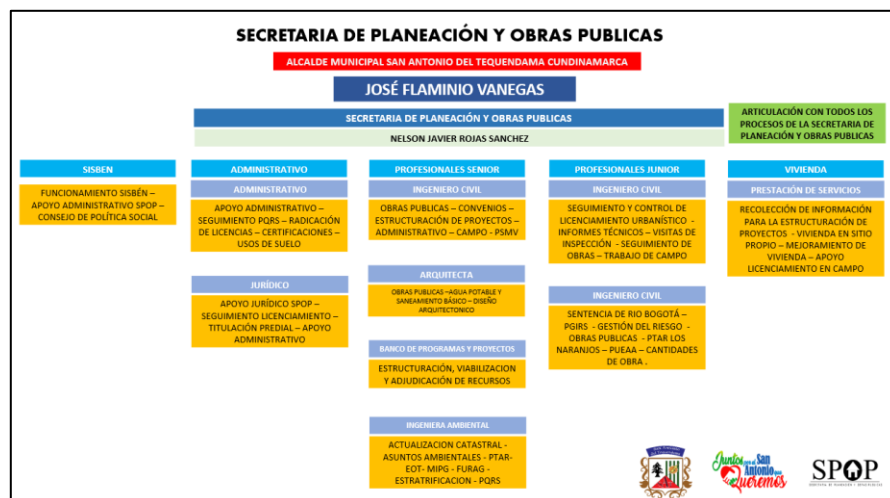 SECRETARIA DE PLANEACIÓN Y OBRAS PUBLICAS
ALCALDE MUNICIPAL SAN ANTONIO DEL TEQUENDAMA CUNDINAMARCA
JOSÉ FLAMINIO VANEGAS
SECRETARIA DE PLANEACIÓN Y OBRAS PUBLICAS
NELSON JAVIER ROJAS SANCHEZ
ARTICULACIÓN CON TODOS LOS
PROCESOS DE LA SECRETARIA DE
PLANEACIÓN Y OBRAS PUBLICAS
SISBEN
FUNCIONAMIENTO SISBÉN –
APOYO ADMINISTRATIVO SPOP –
CONSEJO DE POLÍTICA SOCIAL
ADMINISTRATIVO
ADMINISTRATIVO
APOYO ADMINISTRATIVO –
SEGUIMIENTO PQRS – RADICACIÓN
DE LICENCIAS – CERTIFICACIONES –
USOS DE SUELO
JURÍDICO
APOYO JURÍDICO SPOP –
SEGUIMIENTO LICENCIAMIENTO –
TITULACIÓN PREDIAL – APOYO
ADMINISTRATIVO
PROFESIONALES SENIOR
INGENIERO CIVIL
OBRAS PUBLICAS – CONVENIOS –
ESTRUCTURACIÓN DE PROYECTOS –
ADMINISTRATIVO – CAMPO - PSMV
ARQUITECTA
OBRAS PUBLICAS –AGUA POTABLE Y
SANEAMIENTO BÁSICO – DISEÑO
ARQUITECTONICO
BANCO DE PROGRAMAS Y PROYECTOS
ESTRUCTURACIÓN, VIABILIZACION
Y ADJUDICACIÓN DE RECURSOS
INGENIERA AMBIENTAL
ACTUALIZACION CATASTRAL -
ASUNTOS AMBIENTALES - PTAR-
EOT- MIPG - FURAG -
ESTRATRIFICACION - PQRS
PROFESIONALES JUNIOR
INGENIERO CIVIL
SEGUIMIENTO Y CONTROL DE
LICENCIAMIENTO URBANÍSTICO -
INFORMES TÉCNICOS – VISITAS DE
INSPECCIÓN - SEGUIMIENTO DE
OBRAS – TRABAJO DE CAMPO
INGENIERO CIVIL
SENTENCIA DE RIO BOGOTÁ –
PGIRS - GESTIÓN DEL RIESGO -
OBRAS PUBLICAS - PTAR LOS
NARANJOS – PUEAA – CANTIDADES
DE OBRA .
VIVIENDA
PRESTACIÓN DE SERVICIOS
RECOLECCIÓN DE INFORMACIÓN
PARA LA ESTRUCTURACIÓN DE
PROYECTOS - VIVIENDA EN SITIO
PROPIO – MEJORAMIENTO DE
VIVIENDA – APOYO
LICENCIAMIENTO EN CAMPO
Juntos por el San
Antonio que
Queremos
SPOP